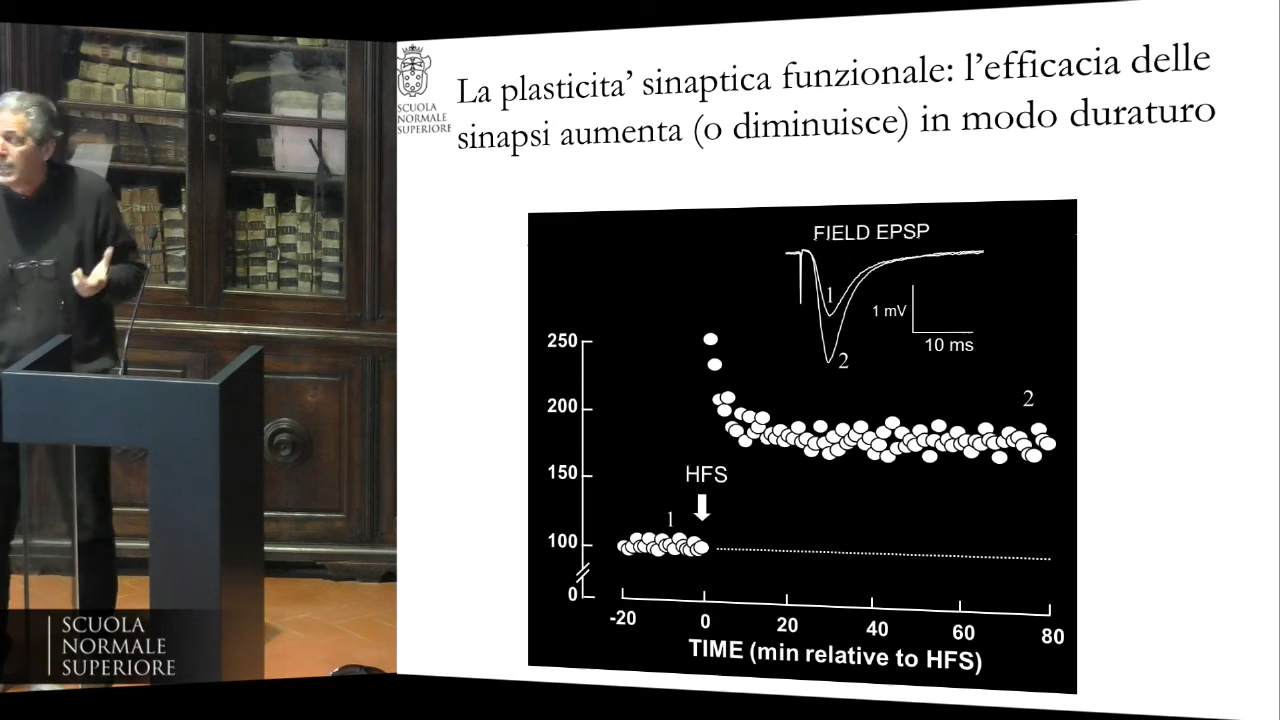 SCUOLA
NORMALE
SUPERIORE
La plasticita’ sinaptica funzionale: l’efficacia delle
sinapsi aumenta (o diminuisce) in modo duraturo
FIELD EPSP
1
1 mV
10 ms
2
250
200
150
100
0
2
HFS
1
-20
0
20
40
60
80
TIME (min relative to HFS)
SCUOLA
NORMALE
SUPERIORE